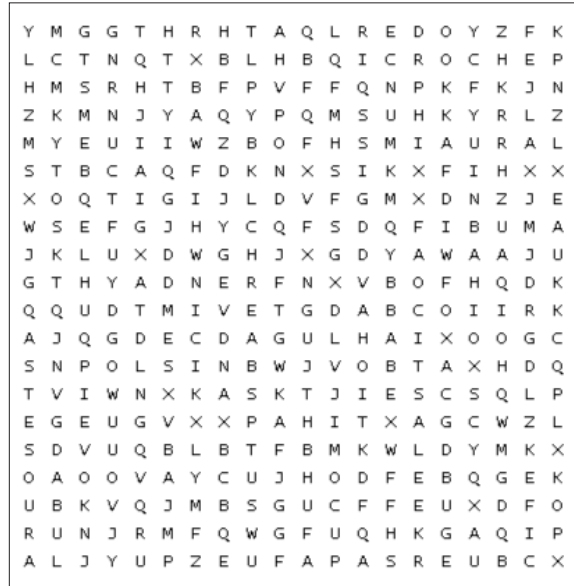 Y M G G T H R H T A Q L R E D O Y Z F K
L C T N Q T X B L H B Q I C R O C H E P
H M S R H T B F P V F F Q N P K F K J N
Z K M N J Y A Q Y P Q M S U H K Y R L Z
M Y E U I I W Z B O F H S M I A U R A L
S T B C A Q F D K N X S I K X F I H X X
X O Q T I G I J L D V F G M X D N Z J E
W S E F G J H Y C Q F S D Q F I B U M A
J K L U X D W G H J X G D Y A W A A J U
G T H Y A D N E R F N X V B O F H Q D K
Q Q U D T M I V E T G D A B C O I I R K
A J Q G D E C D A G U L H A I X O O G C
S N P O L S I N B W J V O B T A X H D Q
T V I W N X K A S K T J I E S C S Q L P
E G E U G V X X P A H I T X A G C W Z L
S D V U Q B L B T F B M K W L D Y M K X
O A O O V A Y C U J H O D F E B Q G E K
U B K V Q J M B S G U C F F E U X D F O
R U N J R M F Q W G F U Q H K G A Q I P
A L J Y U P Z E U F A P A S R E U B C X